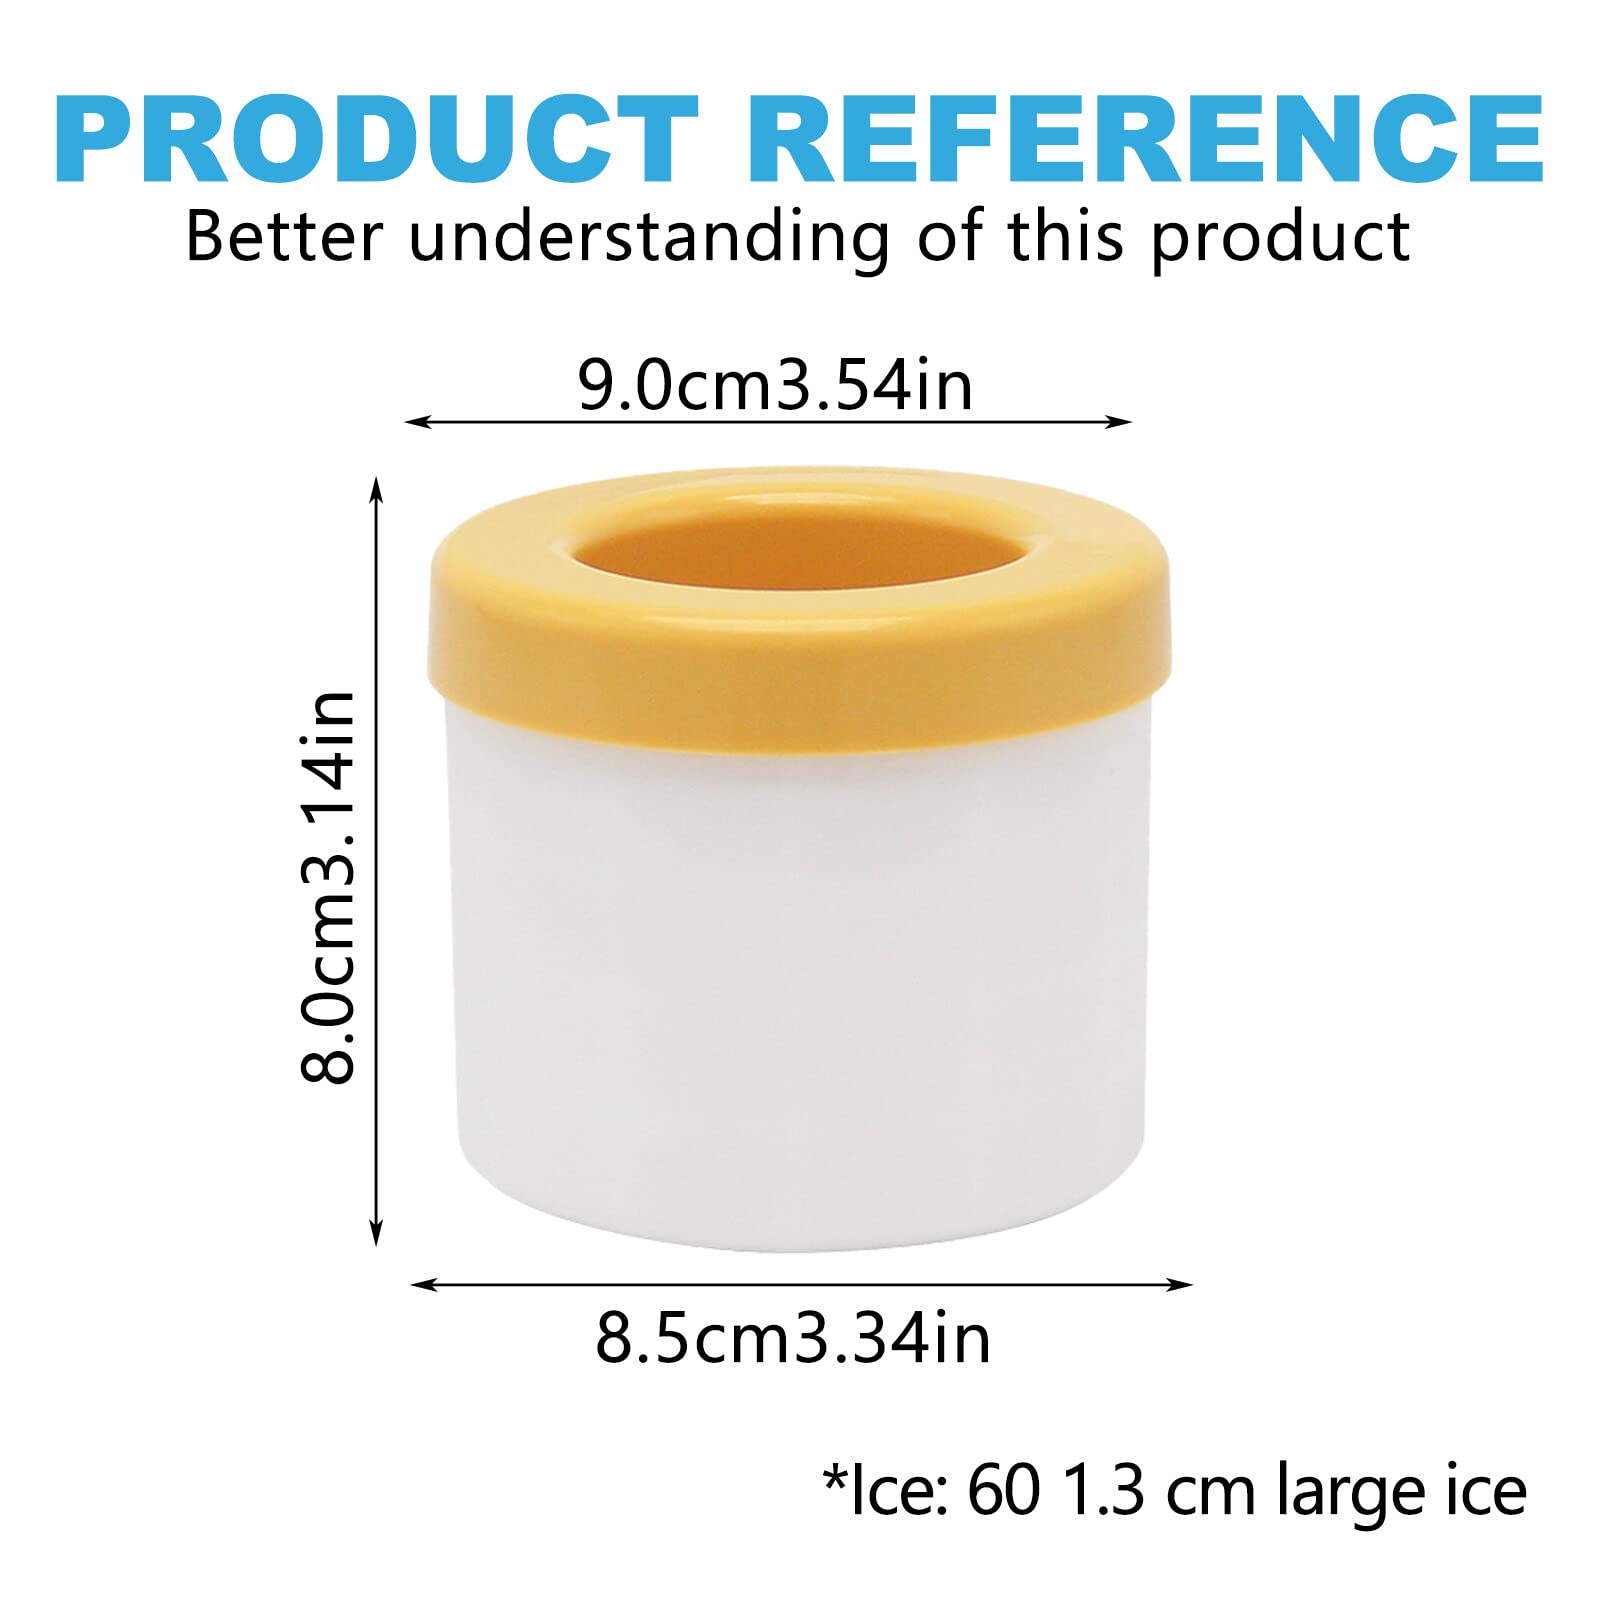 PRODUCT REFERENCE
Better understanding of this product
9.0cm3.54in
8.0cm3.14in
8.5cm3.34in
*Ice: 60 1.3 cm large ice